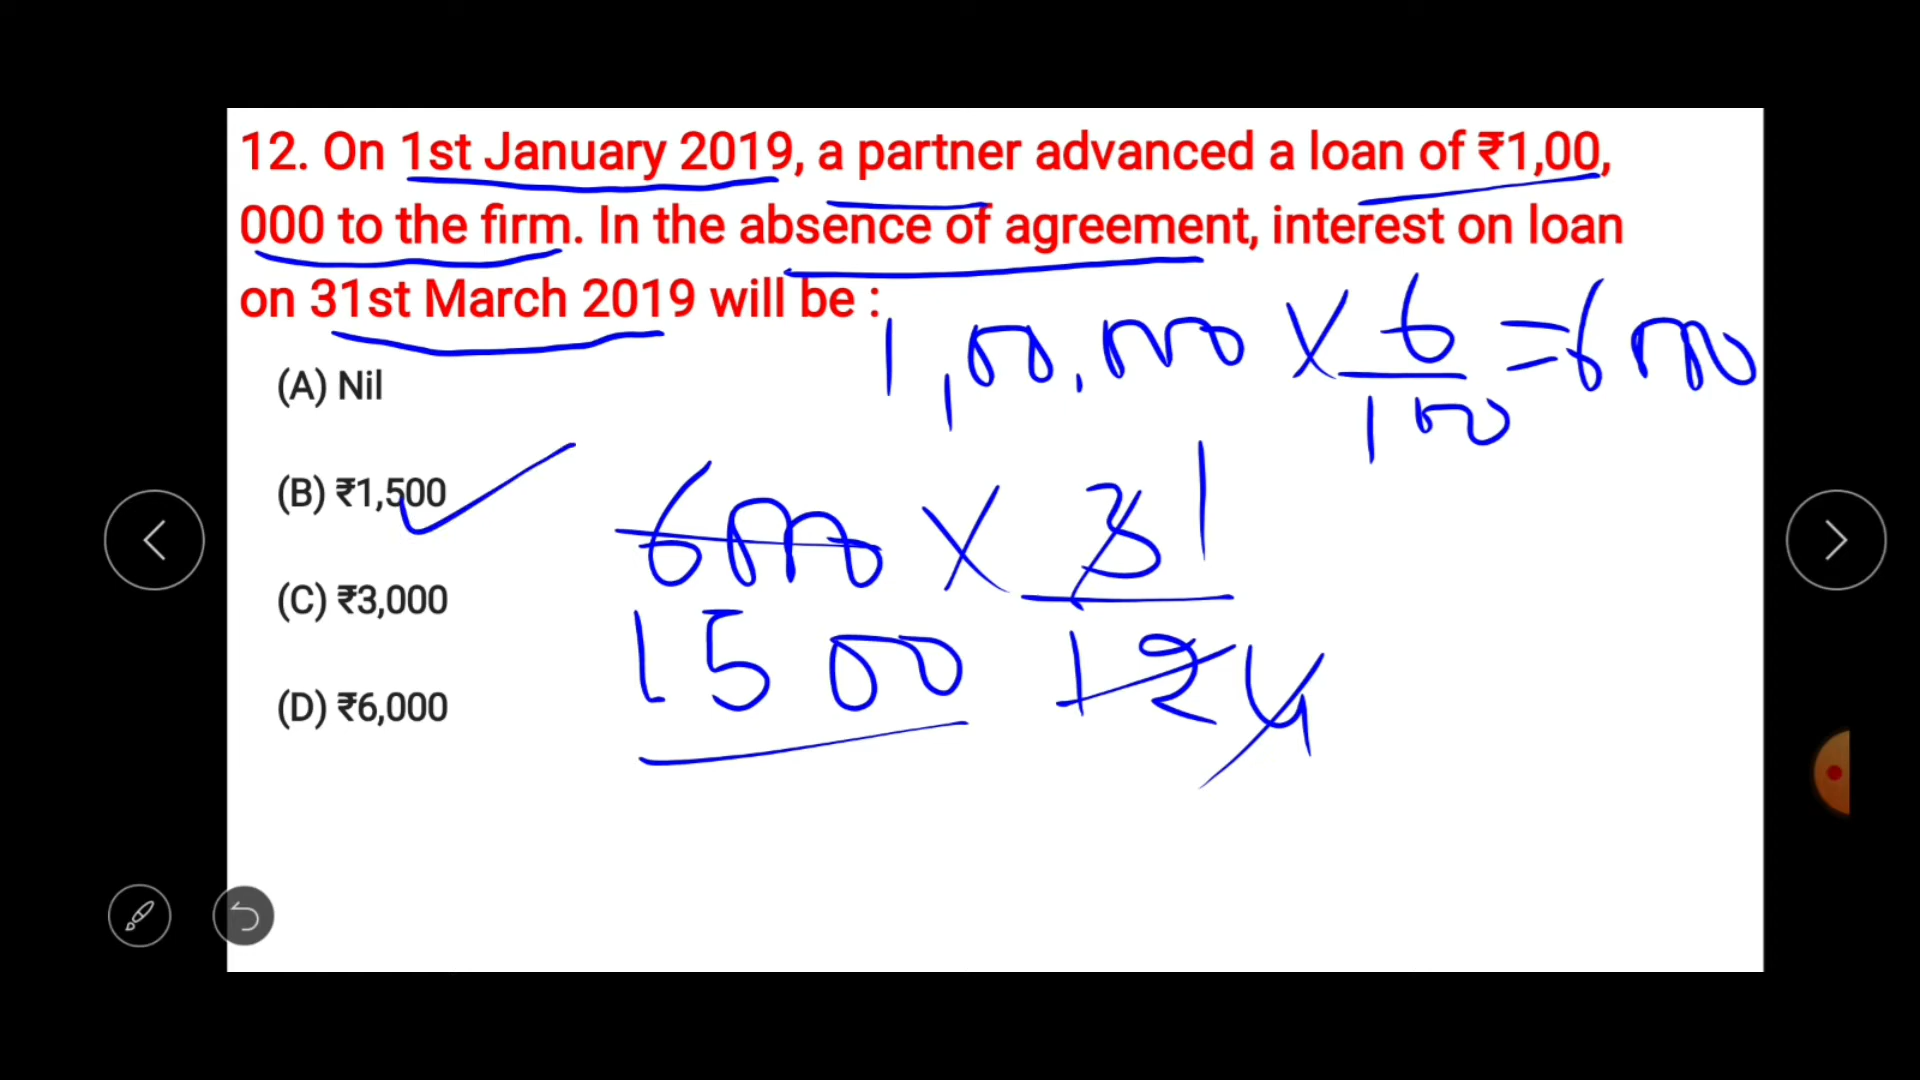 12. On 1st January 2019, a partner advanced a loan of ₹1,00,
000 to the firm. In the absence of agreement, interest on loan
on 31st March 2019 will be :
1,00,000 × 6/100 = 6000
(A) Nil
(B) ₹1,500
6000 × 3 1
12 4
1500
(C) ₹3,000
(D) ₹6,000